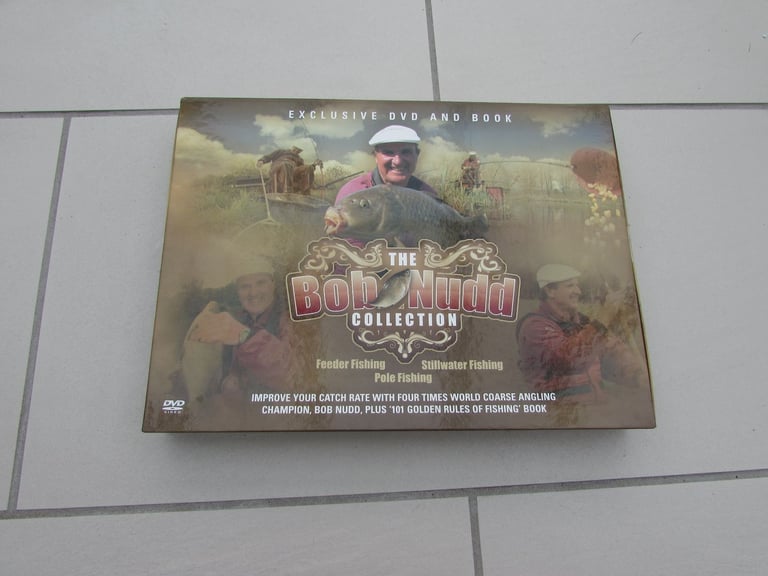 EXCLUSIVE DVD AND BOOK
THE
Bob Nudd
COLLECTION
Feeder Fishing Stillwater Fishing
Pole Fishing
IMPROVE YOUR CATCH RATE WITH FOUR TIMES WORLD COARSE ANGLING
CHAMPION, BOB NUDD, PLUS '101 GOLDEN RULES OF FISHING' BOOK
DVD
VIDEO